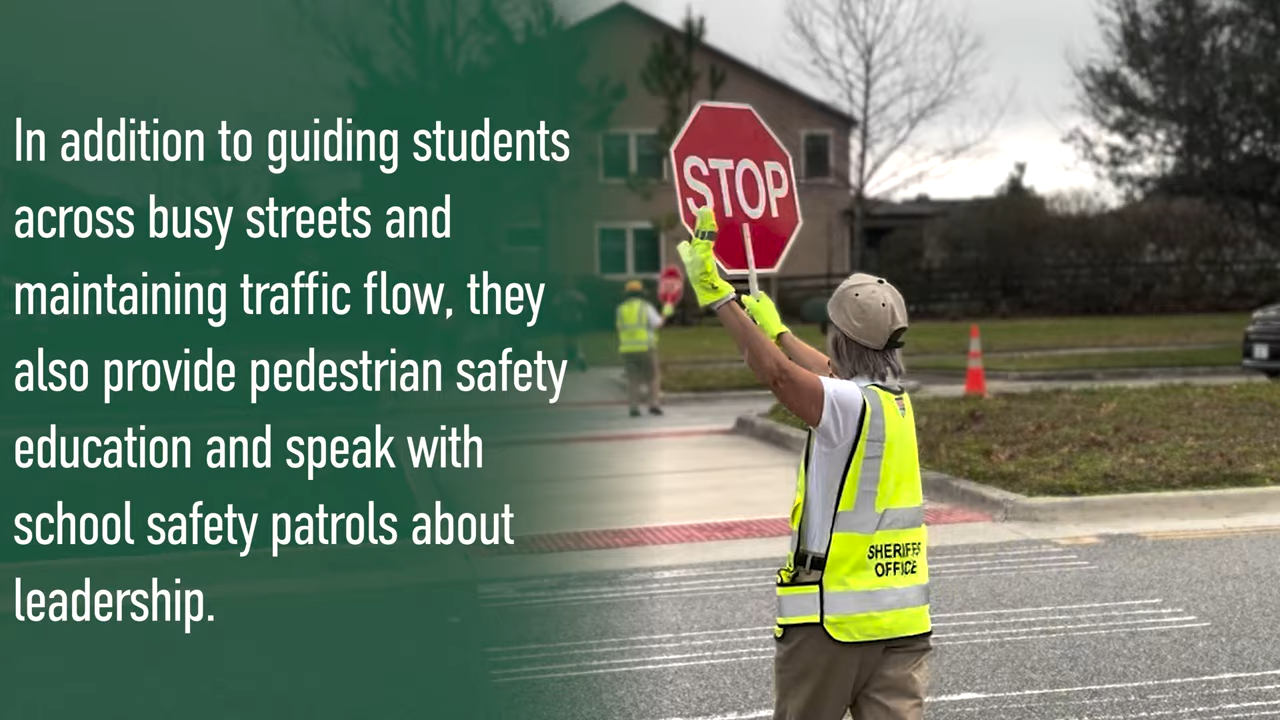 In addition to guiding students
across busy streets and
maintaining traffic flow, they
also provide pedestrian safety
education and speak with
school safety patrols about
leadership.
STOP
SHERIFFS
OFFICE